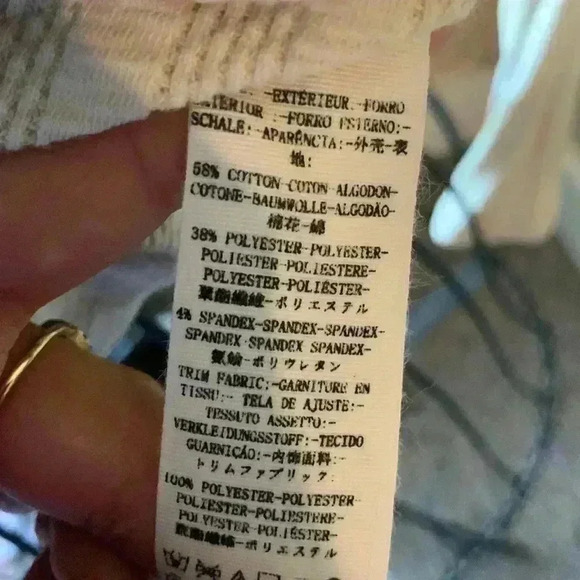 -EXTÉRIEUR:-FORRO
EXTERIOR :-FORRO ESTERNO:-
SCHALE:-APARÊNCIA:-外壳-表
地:
58% COTTON-COTON-ALGODON-
COTONE-BAUMWOLLE-ALGODÃO-
棉花-綿
38% POLYESTER-POLYESTER-
POLIESTER-POLIESTERE-
POLYESTER-POLIÉSTER-
聚酯纖維-ポリエステル
4% SPANDEX-SPANDEX-SPANDEX-
SPANDEX-SPANDEX SPANDEX-
氨綸-ポリウレタン
TRIM FABRIC:-GARNITURE EN
TISSU:- TELA DE AJUSTE:-
TESSUTO ASSETTO:-
VERKLEIDUNGSSTOFF:-TECIDO
GUARNICÃO:-内饰面料:-
トリムファブリック:
100% POLYESTER-POLYESTER
POLIESTER-POLIESTERE-
POLYESTER-POLIÉSTER-
聚酯纖維-ポリエステル